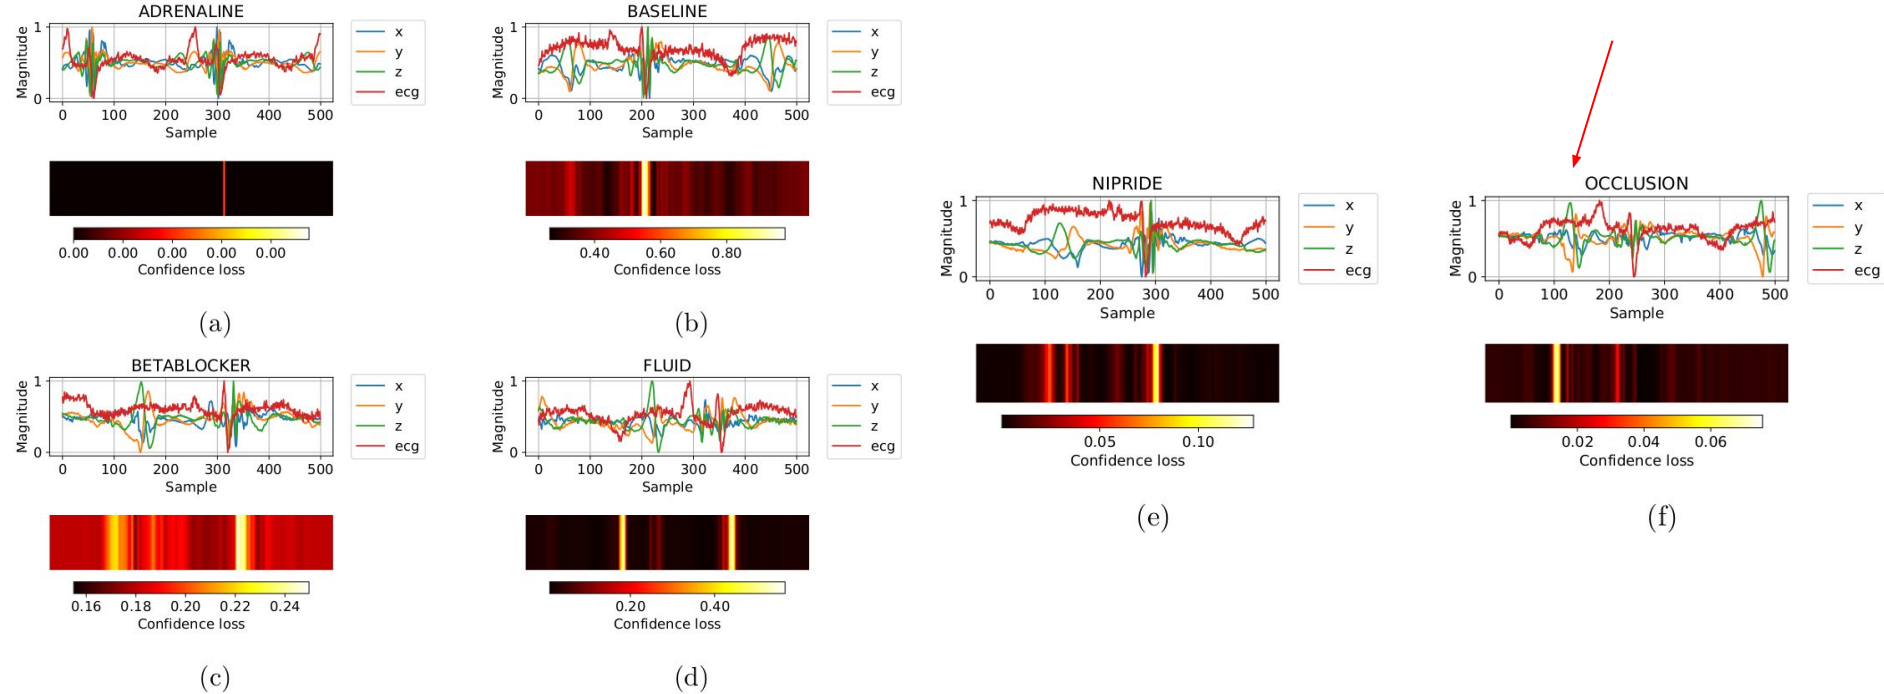 ADRENALINE
1
0
Magnitude
0 100 200 300 400 500
Sample
x
y
z
ecg
0.00 0.00 0.00 0.00 0.00
Confidence loss
(a)
BASELINE
1
0
Magnitude
0 100 200 300 400 500
Sample
x
y
z
ecg
0.40 0.60 0.80
Confidence loss
(b)
BETABLOCKER
1
0
Magnitude
0 100 200 300 400 500
Sample
x
y
z
ecg
0.16 0.18 0.20 0.22 0.24
Confidence loss
(c)
FLUID
1
0
Magnitude
0 100 200 300 400 500
Sample
x
y
z
ecg
0.20 0.40
Confidence loss
(d)
NIPRIDE
1
0
Magnitude
0 100 200 300 400 500
Sample
x
y
z
ecg
0.05 0.10
Confidence loss
(e)
OCCLUSION
1
0
Magnitude
0 100 200 300 400 500
Sample
x
y
z
ecg
0.02 0.04 0.06
Confidence loss
(f)